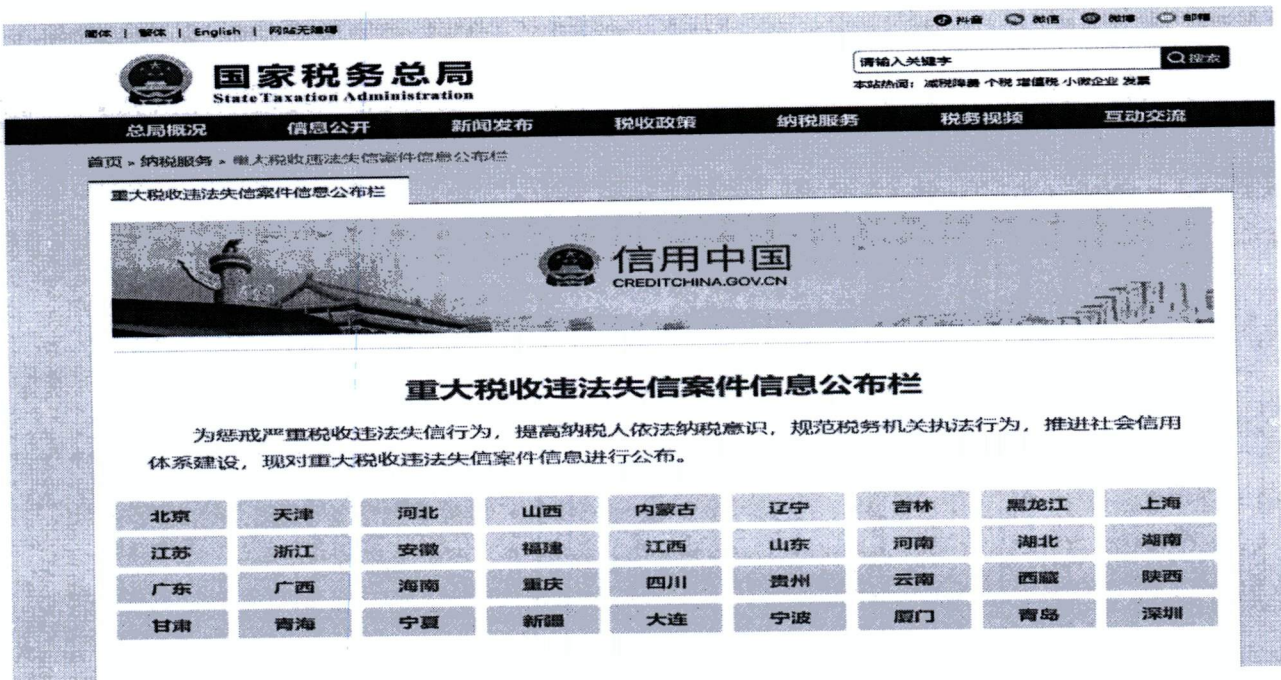 简体 | 繁体 | English | 网站无障碍
抖音 微信 微博 邮箱
国家税务总局
State Taxation Administration
请输入关键字
搜索
本站热词：减税降费 个税 增值税 小微企业 发票
总局概况 信息公开 新闻发布 税收政策 纳税服务 税务视频 互动交流
首页 » 纳税服务 » 重大税收违法失信案件信息公布栏
重大税收违法失信案件信息公布栏
信用中国
CREDITCHINA.GOV.CN
重大税收违法失信案件信息公布栏
为惩戒严重税收违法失信行为，提高纳税人依法纳税意识，规范税务机关执法行为，推进社会信用
体系建设，现对重大税收违法失信案件信息进行公布。
北京 天津 河北 山西 内蒙古 辽宁 吉林 黑龙江 上海
江苏 浙江 安徽 福建 江西 山东 河南 湖北 湖南
广东 广西 海南 重庆 四川 贵州 云南 西藏 陕西
甘肃 青海 宁夏 新疆 大连 宁波 厦门 青岛 深圳